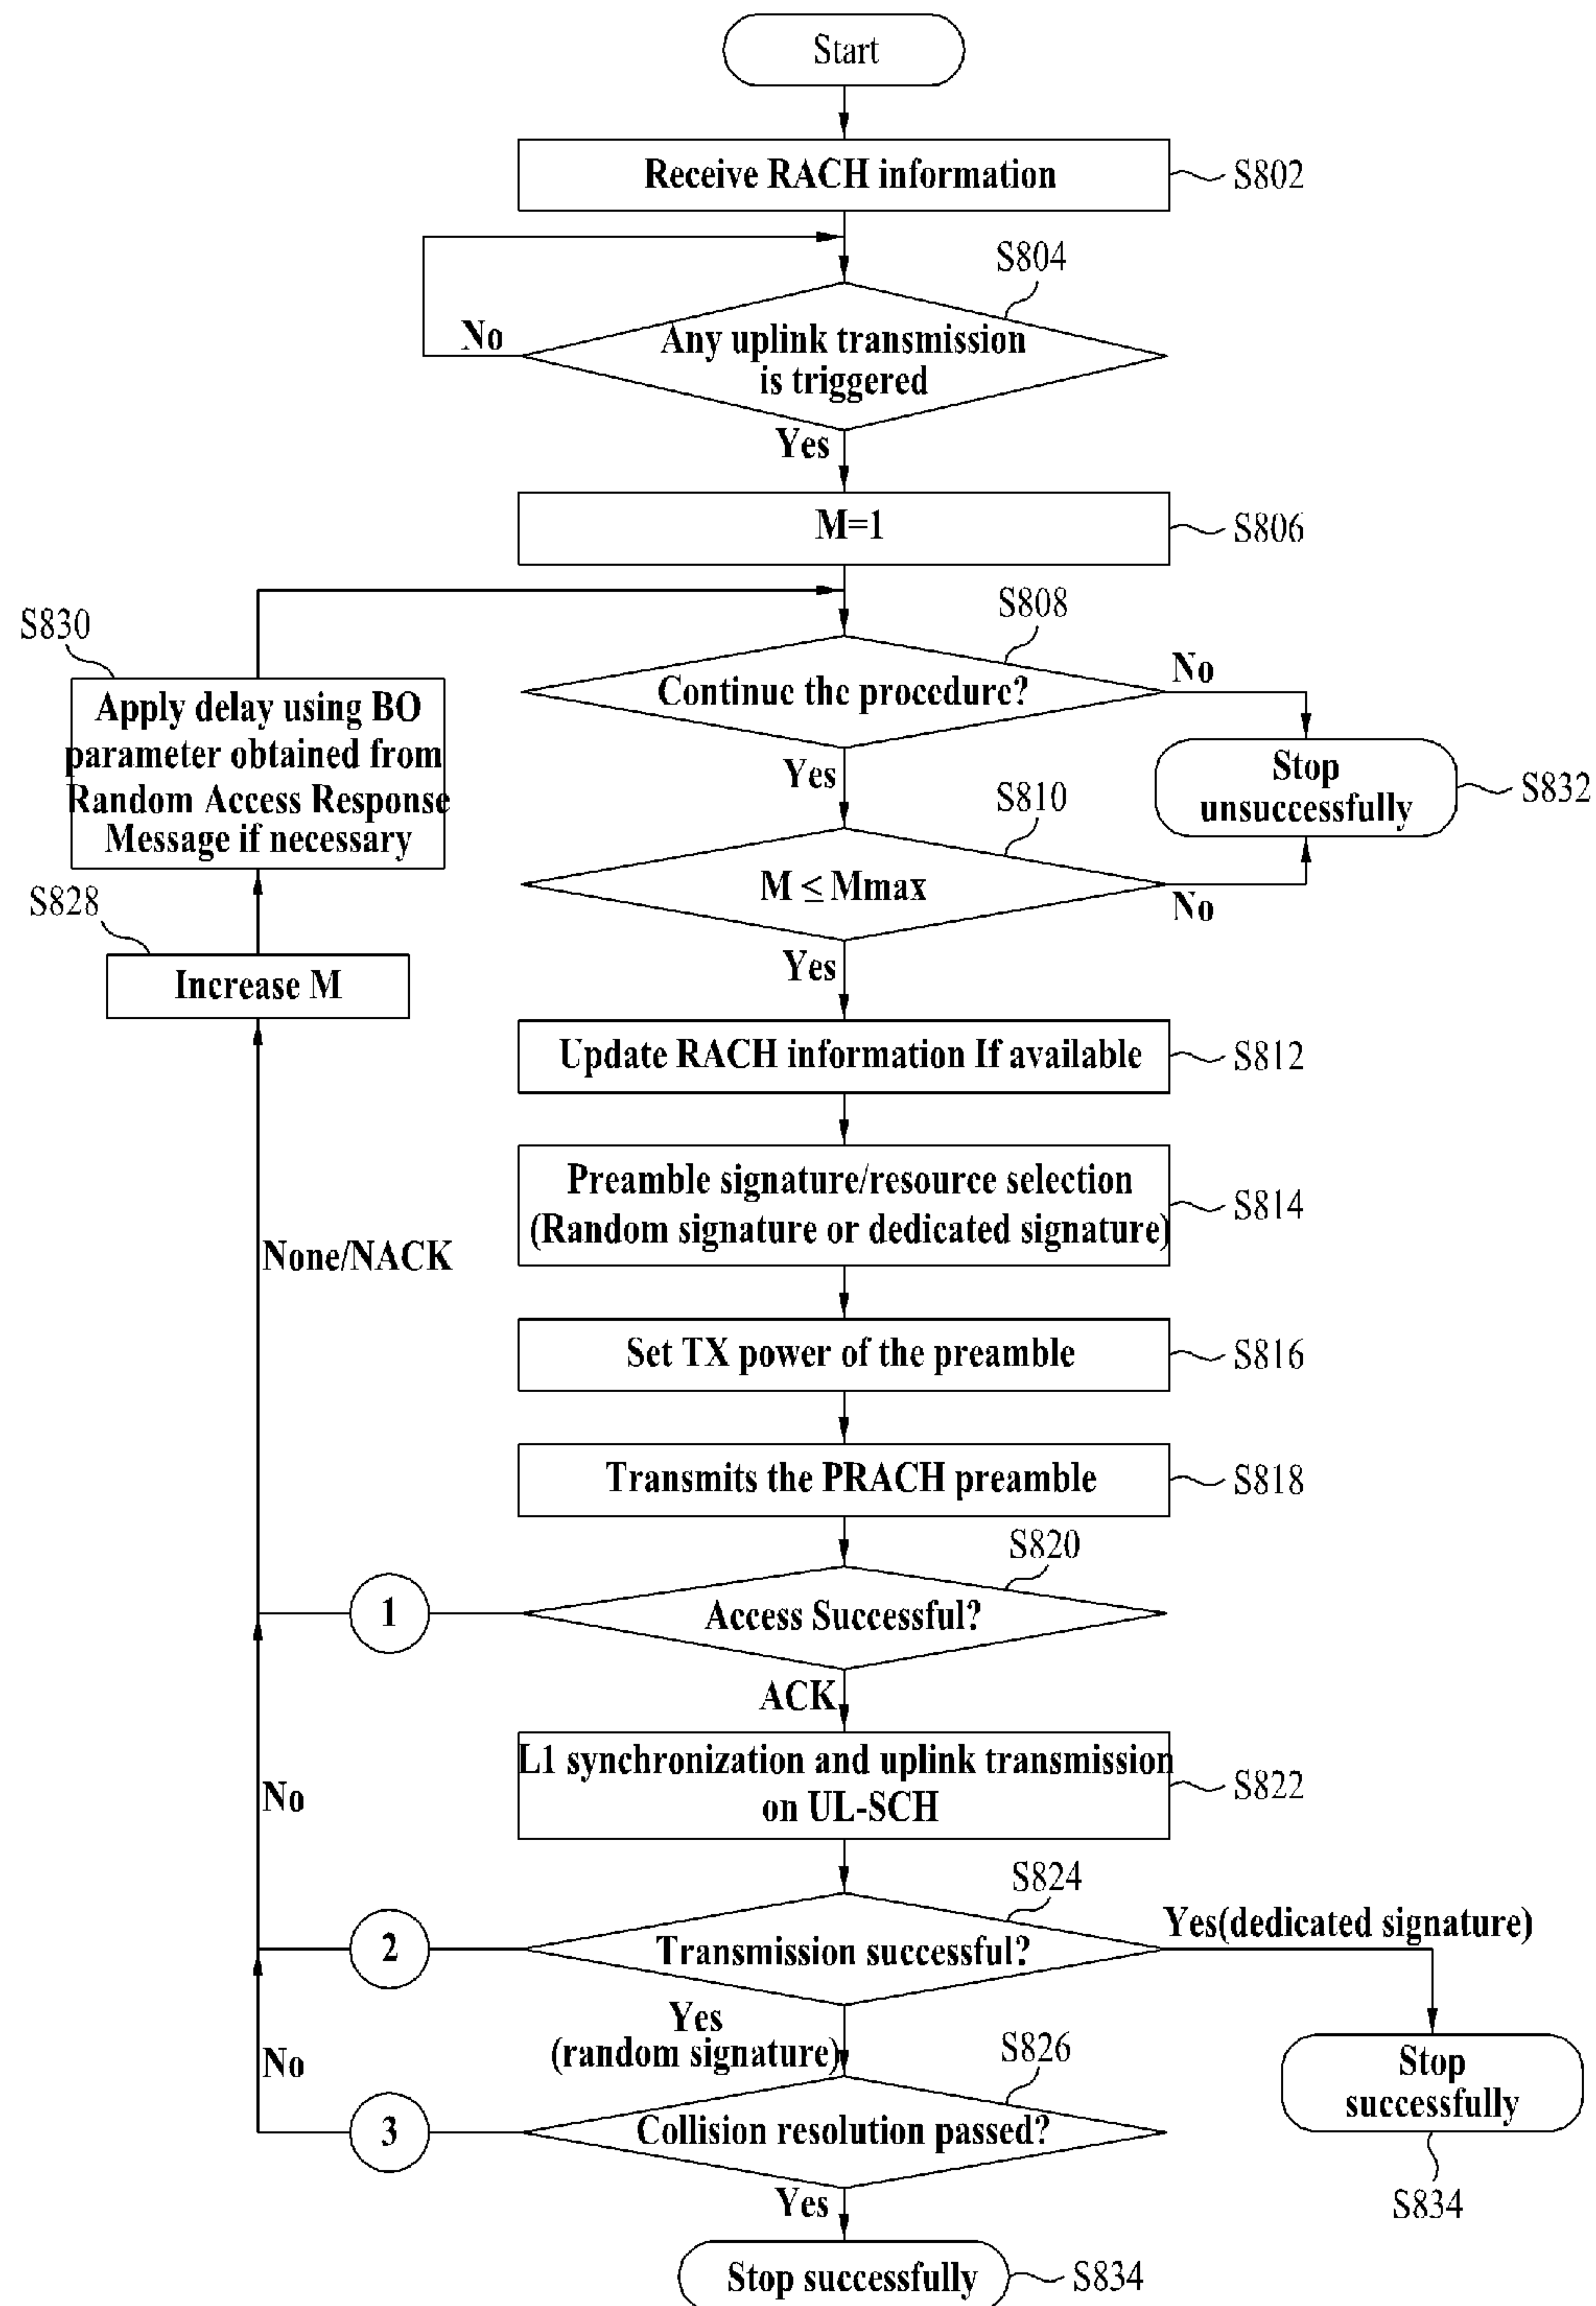 Start
Receive RACH information
S802
S804
No
Any uplink transmission
is triggered
Yes
M=1
S806
S830
Apply delay using BO
parameter obtained from
Random Access Response
Message if necessary
S808
Continue the procedure?
No
Yes
Stop
unsuccessfully
S832
S810
M ≤ Mmax
No
Yes
S828
Increase M
Update RACH information If available
S812
Preamble signature/resource selection
(Random signature or dedicated signature)
S814
None/NACK
Set TX power of the preamble
S816
Transmits the PRACH preamble
S818
S820
1
Access Successful?
ACK
L1 synchronization and uplink transmission
on UL-SCH
S822
No
S824
2
Transmission successful?
Yes(dedicated signature)
Yes
(random signature)
No
S826
Stop
successfully
S834
3
Collision resolution passed?
Yes
Stop successfully
S834